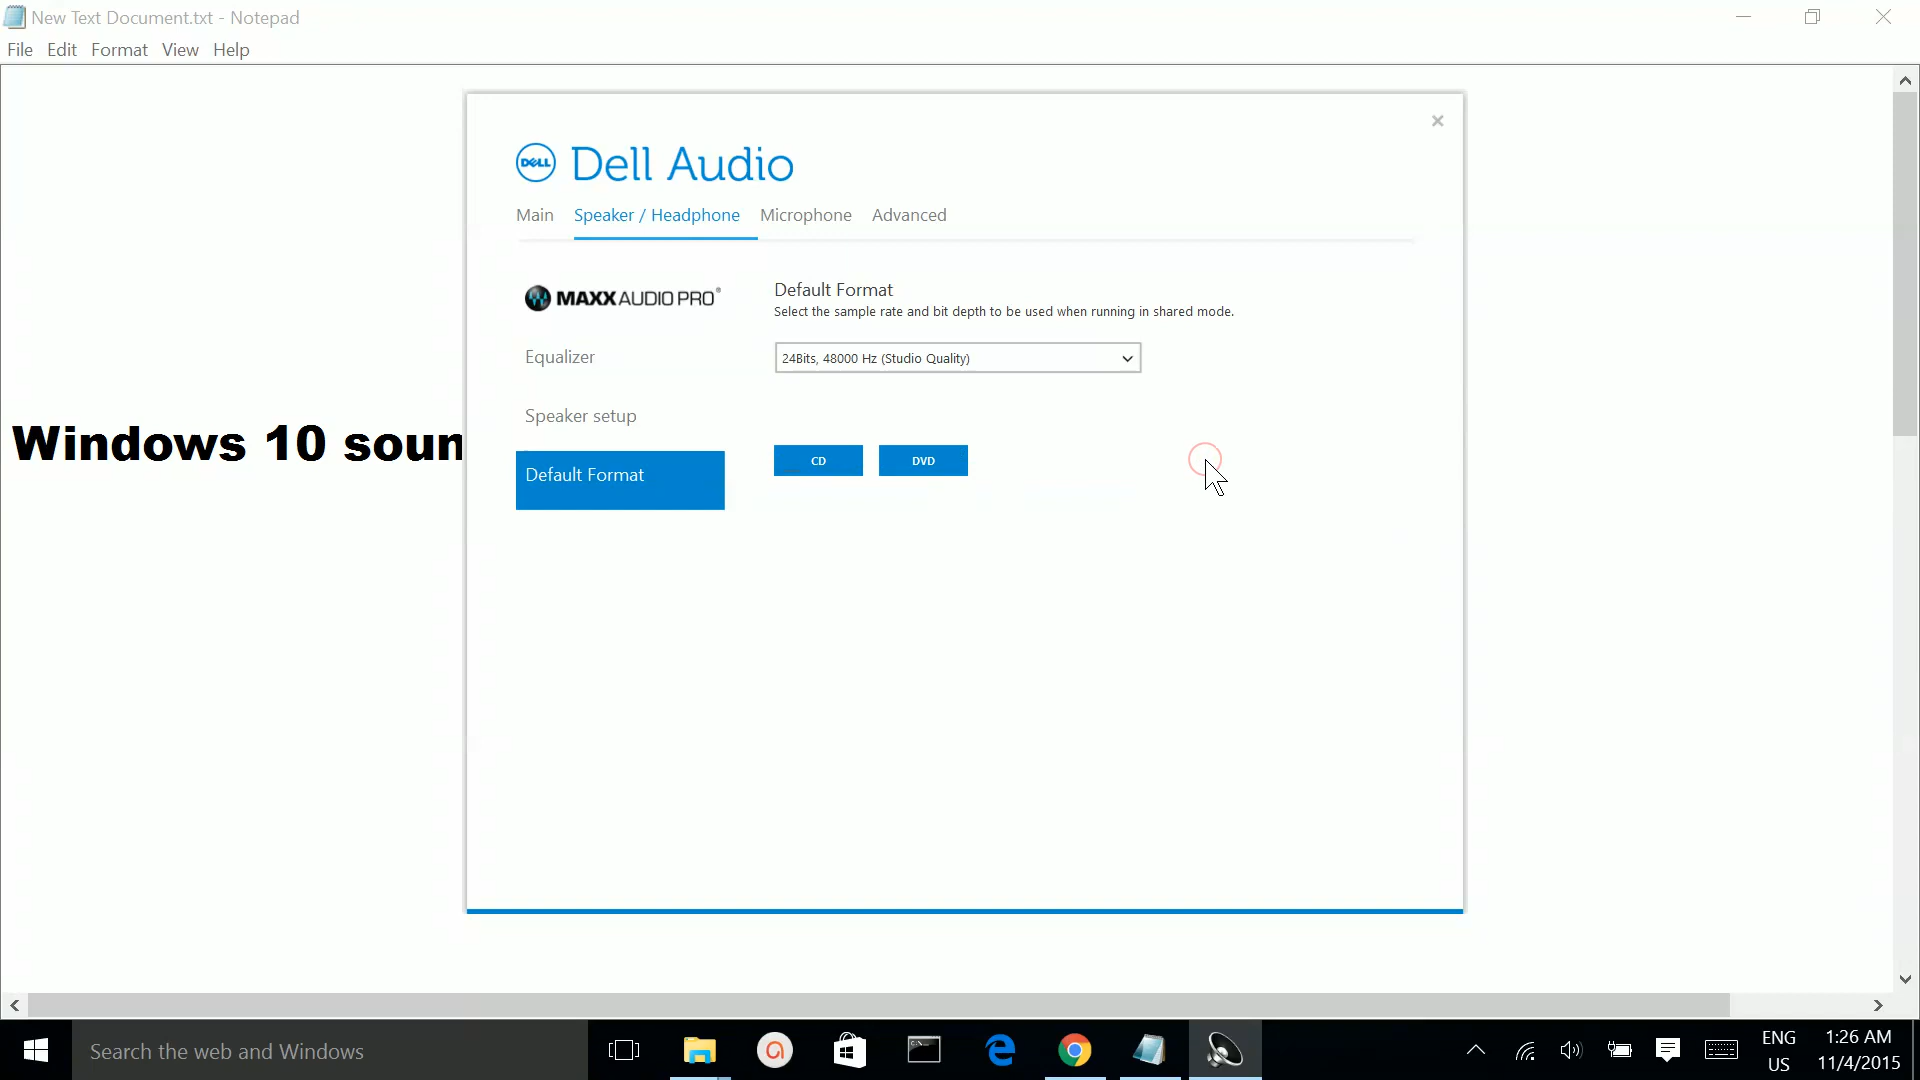 New Text Document.txt - Notepad
File Edit Format View Help
DELL Dell Audio
Main Speaker / Headphone Microphone Advanced
MAXXAUDIO PRO®
Default Format
Select the sample rate and bit depth to be used when running in shared mode.
Equalizer
24Bits, 48000 Hz (Studio Quality)
Speaker setup
Windows 10 soun
CD DVD
Default Format
Search the web and Windows
ENG
US
1:26 AM
11/4/2015